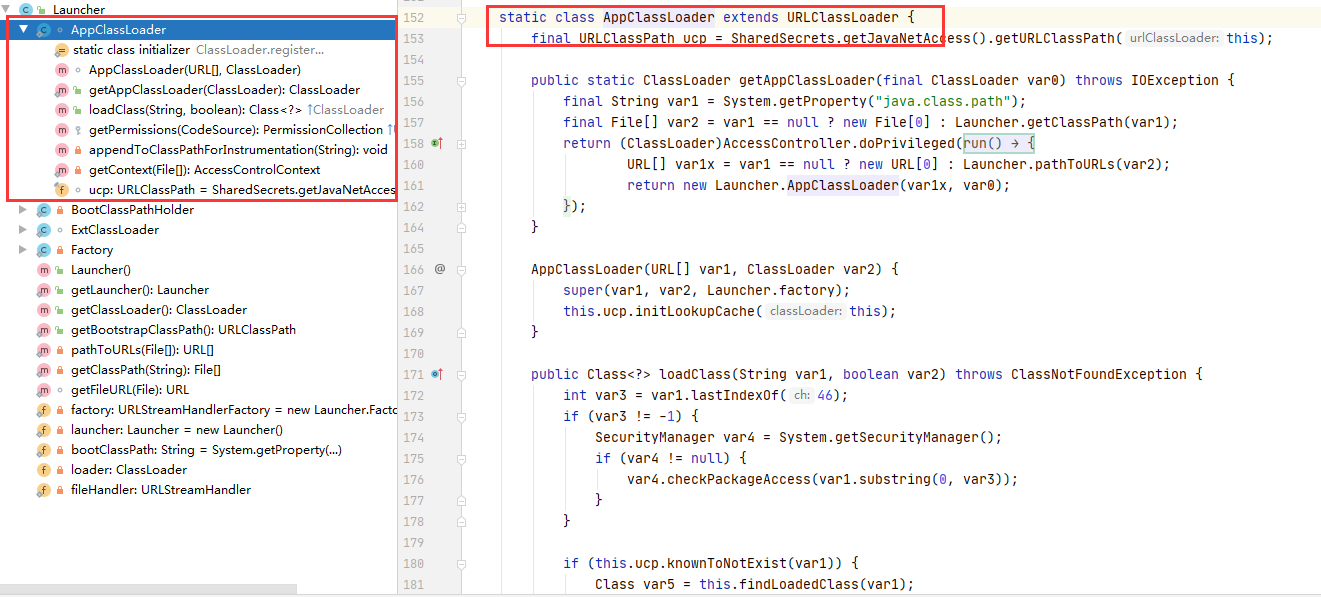 Launcher
AppClassLoader
static class initializer ClassLoader.register...
AppClassLoader(URL[], ClassLoader)
getAppClassLoader(ClassLoader): ClassLoader
loadClass(String, boolean): Class<?> ↑ClassLoader
getPermissions(CodeSource): PermissionCollection ↑
appendToClassPathForInstrumentation(String): void
getContext(File[]): AccessControlContext
ucp: URLClassPath = SharedSecrets.getJavaNetAcces
BootClassPathHolder
ExtClassLoader
Factory
Launcher()
getLauncher(): Launcher
getClassLoader(): ClassLoader
getBootstrapClassPath(): URLClassPath
pathToURLs(File[]): URL[]
getClassPath(String): File[]
getFileURL(File): URL
factory: URLStreamHandlerFactory = new Launcher.Facto
launcher: Launcher = new Launcher()
bootClassPath: String = System.getProperty(...)
loader: ClassLoader
fileHandler: URLStreamHandler
152 static class AppClassLoader extends URLClassLoader {
153 final URLClassPath ucp = SharedSecrets.getJavaNetAccess().getURLClassPath( urlClassLoader: this);
154
155 public static ClassLoader getAppClassLoader(final ClassLoader var0) throws IOException {
156 final String var1 = System.getProperty("java.class.path");
157 final File[] var2 = var1 == null ? new File[0] : Launcher.getClassPath(var1);
158 return (ClassLoader)AccessController.doPrivileged(run() → {
160 URL[] var1x = var1 == null ? new URL[0] : Launcher.pathToURLs(var2);
161 return new Launcher.AppClassLoader(var1x, var0);
162 });
164 }
165
166 @ AppClassLoader(URL[] var1, ClassLoader var2) {
167 super(var1, var2, Launcher.factory);
168 this.ucp.initLookupCache( classLoader: this);
169 }
170
171 public Class<?> loadClass(String var1, boolean var2) throws ClassNotFoundException {
172 int var3 = var1.lastIndexOf( ch: 46);
173 if (var3 != -1) {
174 SecurityManager var4 = System.getSecurityManager();
175 if (var4 != null) {
176 var4.checkPackageAccess(var1.substring(0, var3));
177 }
178 }
179
180 if (this.ucp.knownToNotExist(var1)) {
181 Class var5 = this.findLoadedClass(var1);